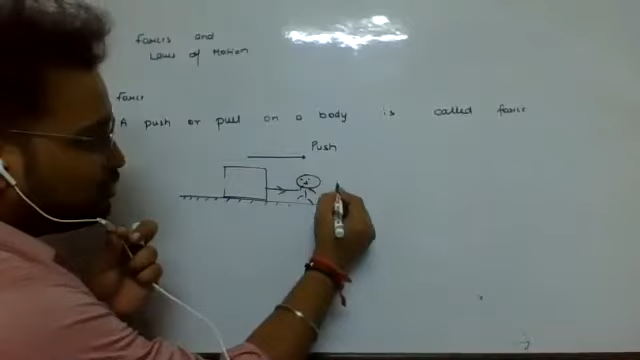 Forces and
Laws of Motion
Force
A push or pull on a body is called force
Push